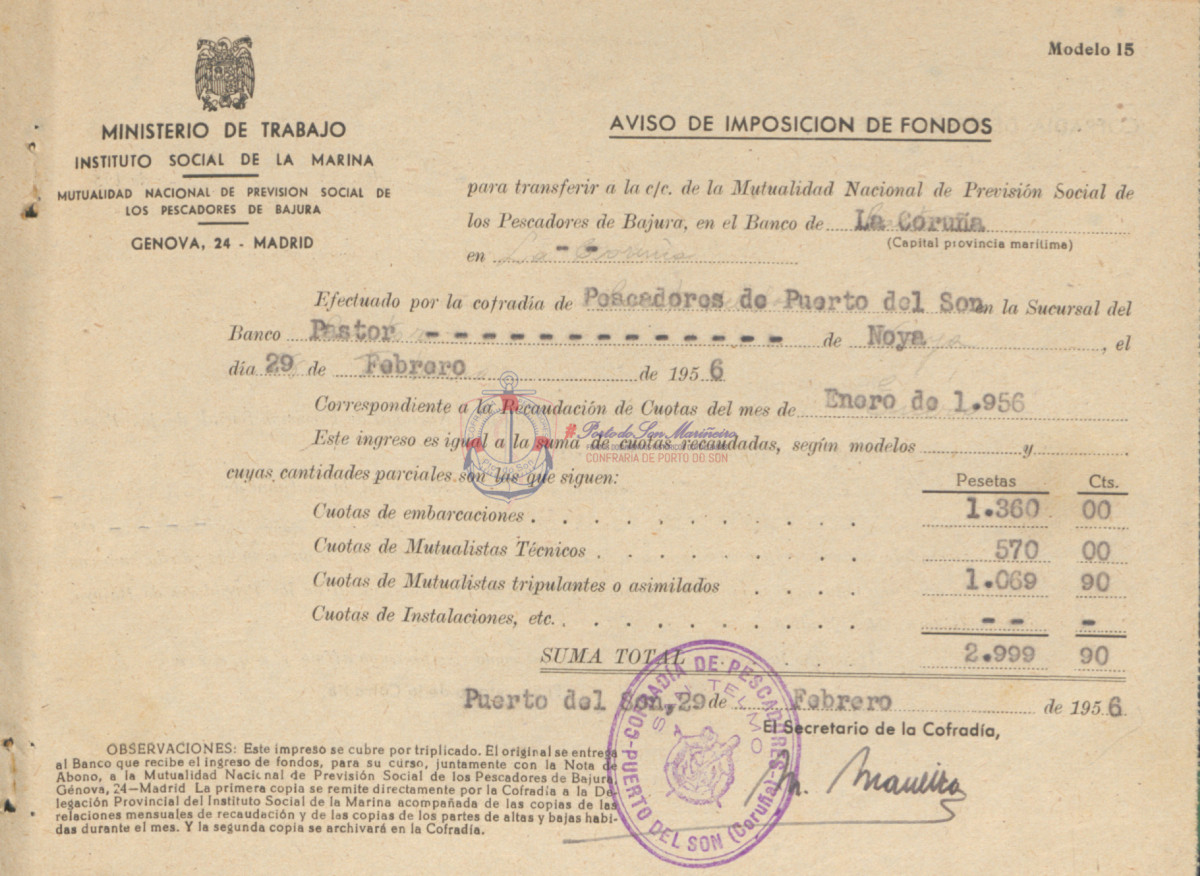 Modelo 15
MINISTERIO DE TRABAJO
INSTITUTO SOCIAL DE LA MARINA
MUTUALIDAD NACIONAL DE PREVISION SOCIAL DE
LOS PESCADORES DE BAJURA
GENOVA, 24 - MADRID
AVISO DE IMPOSICION DE FONDOS
para transferir a la c/c. de la Mutualidad Nacional de Previsión Social de
los Pescadores de Bajura, en el Banco de La Coruña
(Capital provincia marítima)
en La Coruña - -
Efectuado por la cofradía de Pescadores de Puerto del Son en la Sucursal del
Banco Pastor - - - - - - - - - - - - - de Noya, el
día 29 de Febrero de 1956
Correspondiente a la Recaudación de Cuotas del mes de Enero de 1.956
Este ingreso es igual a la suma de cuotas recaudadas, según modelos y
cuyas cantidades parciales son las que siguen:
Pesetas Cts.
Cuotas de embarcaciones 1.360 00
Cuotas de Mutualistas Técnicos 570 00
Cuotas de Mutualistas tripulantes o asimilados 1.069 90
Cuotas de Instalaciones, etc. - - -
SUMA TOTAL 2.999 90
Puerto del Son, 29 de Febrero de 1956
El Secretario de la Cofradía,
M. Maneiro
OBSERVACIONES: Este impreso se cubre por triplicado. El original se entrega
al Banco que recibe el ingreso de fondos, para su curso, juntamente con la Nota de
Abono, a la Mutualidad Nacional de Previsión Social de los Pescadores de Bajura,
Génova, 24—Madrid La primera copia se remite directamente por la Cofradía a la De-
legación Provincial del Instituto Social de la Marina acompañada de las copias de las
relaciones mensuales de recaudación y de las copias de los partes de altas y bajas habi-
das durante el mes. Y la segunda copia se archivará en la Cofradía.
COFRADIA DE PESCADORES
SAN TELMO
PUERTO DEL SON (Coruña)
#Porto do Son Mariñeiro
CONFRARÍA DE PORTO DO SON